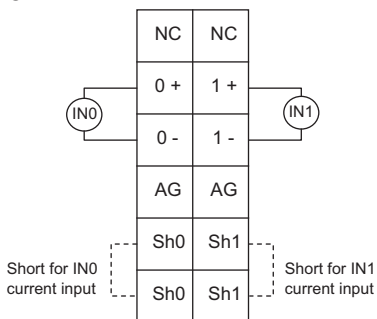 NC NC
0 + 1 +
IN0 IN1
0 - 1 -
AG AG
Sh0 Sh1
Short for IN0
current input
Short for IN1
current input
Sh0 Sh1